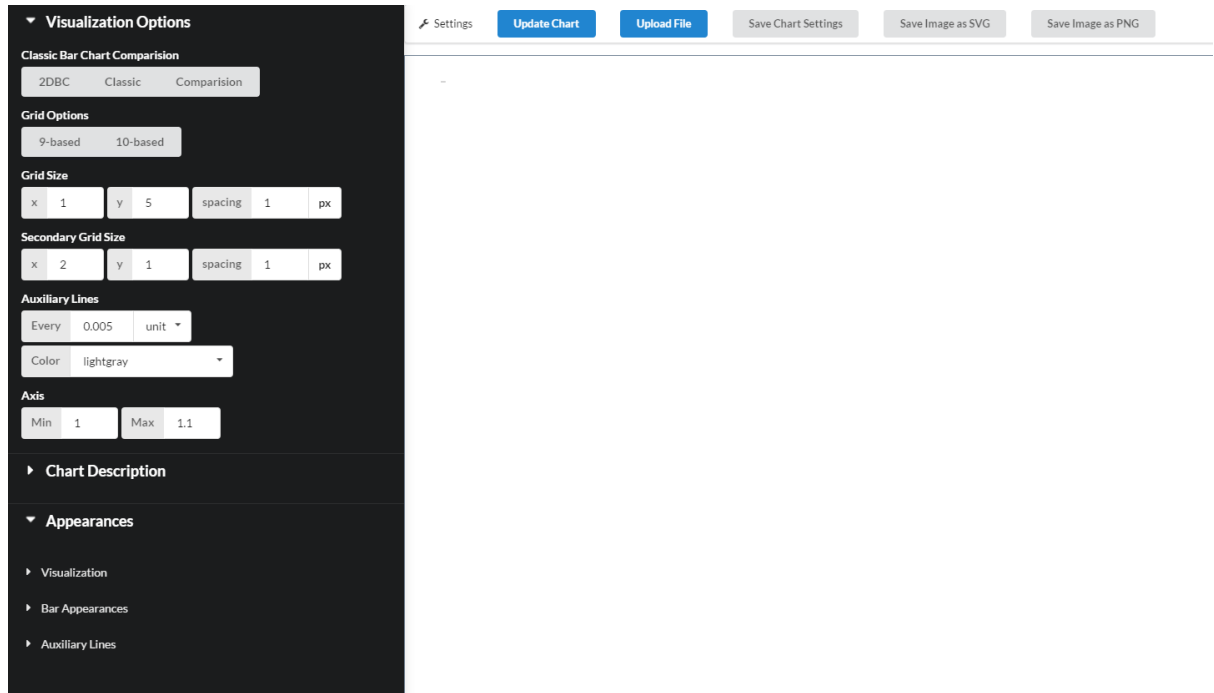 Visualization Options
Classic Bar Chart Comparision
2DBC Classic Comparision
Grid Options
9-based 10-based
Grid Size
x 1 y 5 spacing 1 px
Secondary Grid Size
x 2 y 1 spacing 1 px
Auxiliary Lines
Every 0.005 unit
Color lightgray
Axis
Min 1 Max 1.1
Chart Description
Appearances
Visualization
Bar Appearances
Auxiliary Lines
Settings Update Chart Upload File Save Chart Settings Save Image as SVG Save Image as PNG